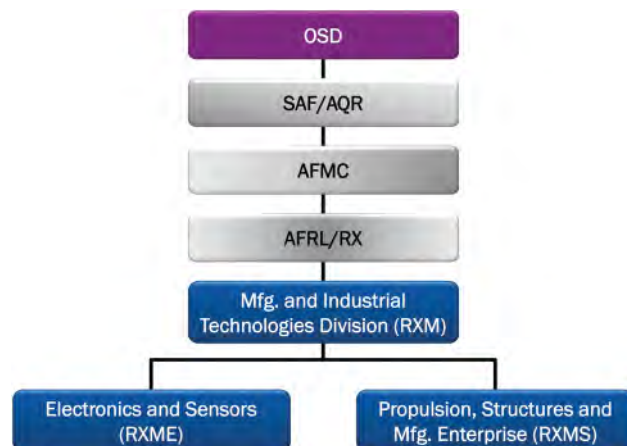 OSD
SAF/AQR
AFMC
AFRL/RX
Mfg. and Industrial
Technologies Division (RXM)
Electronics and Sensors
(RXME)
Propulsion, Structures and
Mfg. Enterprise (RXMS)